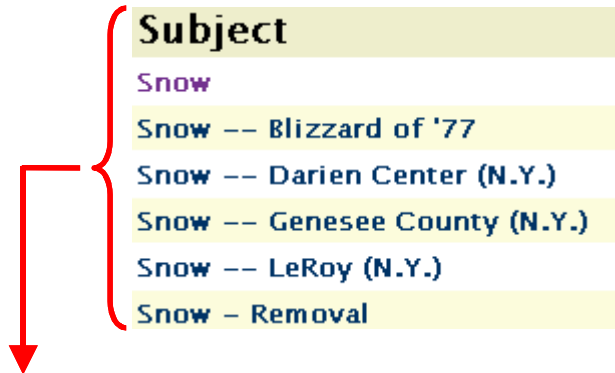 Subject
Snow
Snow -- Blizzard of '77
Snow -- Darien Center (N.Y.)
Snow -- Genesee County (N.Y.)
Snow -- LeRoy (N.Y.)
Snow - Removal